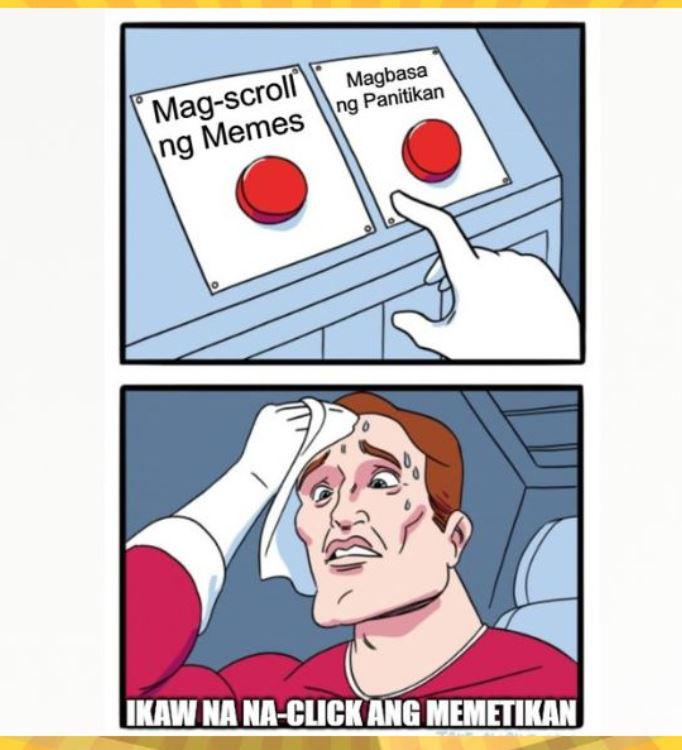 Mag-scroll
ng Memes
Magbasa
ng Panitikan
IKAW NA NA-CLICK ANG MEMETIKAN